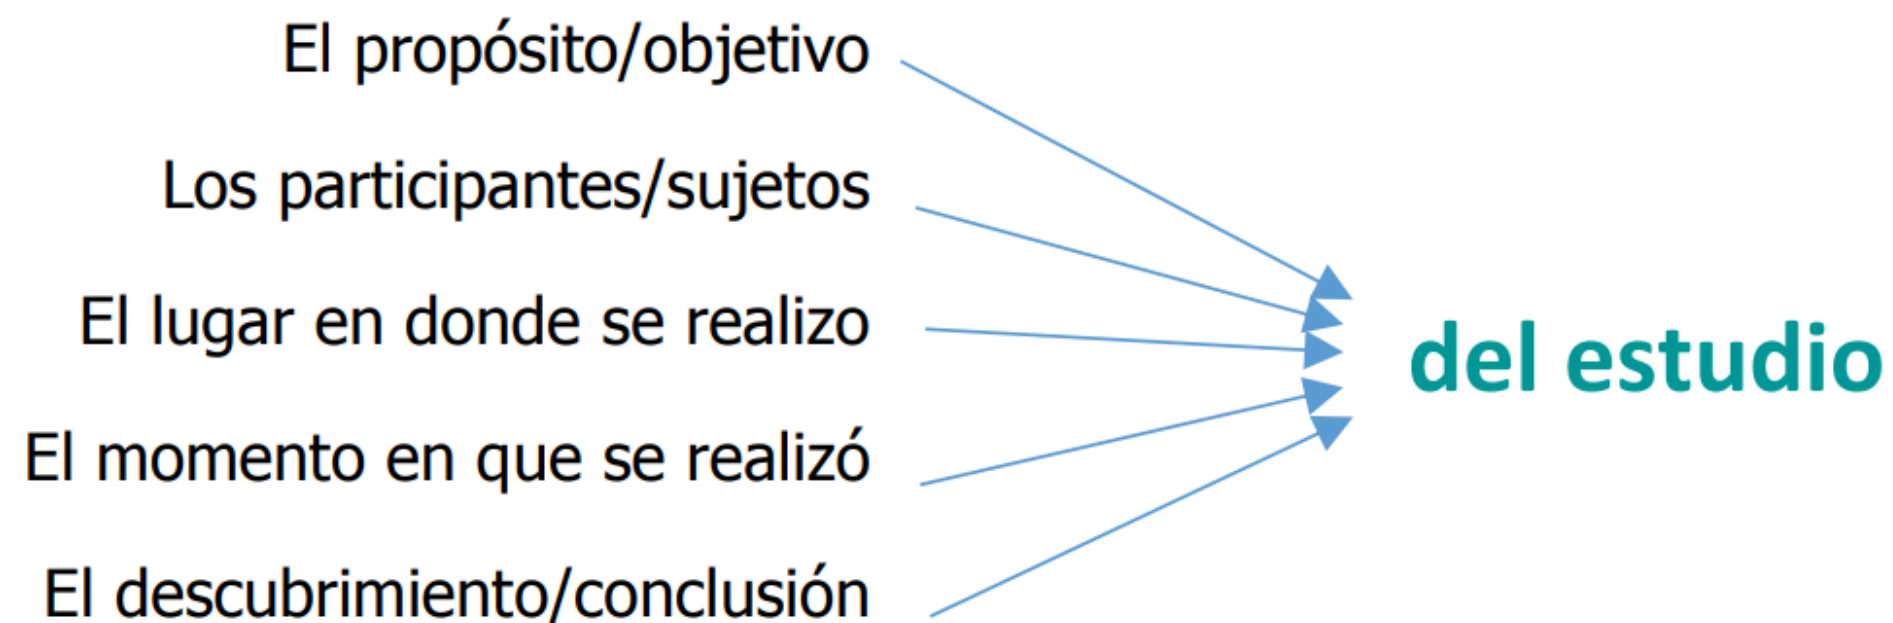 El propósito/objetivo
Los participantes/sujetos
El lugar en donde se realizo
El momento en que se realizó
El descubrimiento/conclusión
del estudio